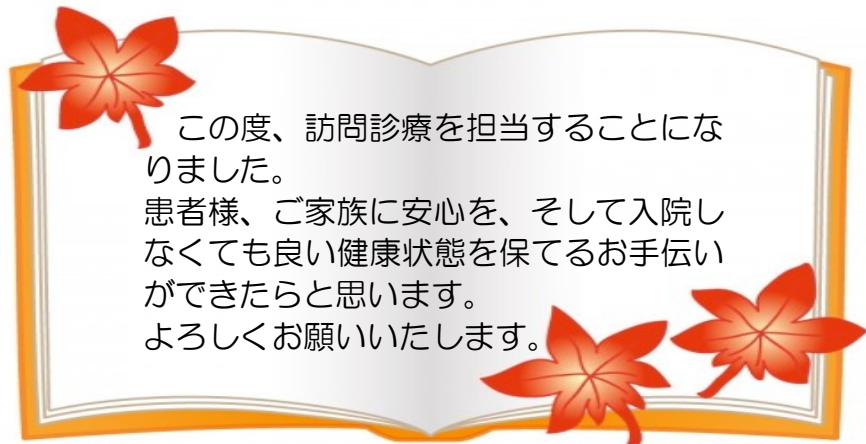 この度、訪問診療を担当することにな
りました。
患者様、ご家族に安心を、そして入院し
なくても良い健康状態を保てるお手伝い
ができたらと思います。
よろしくお願いいたします。